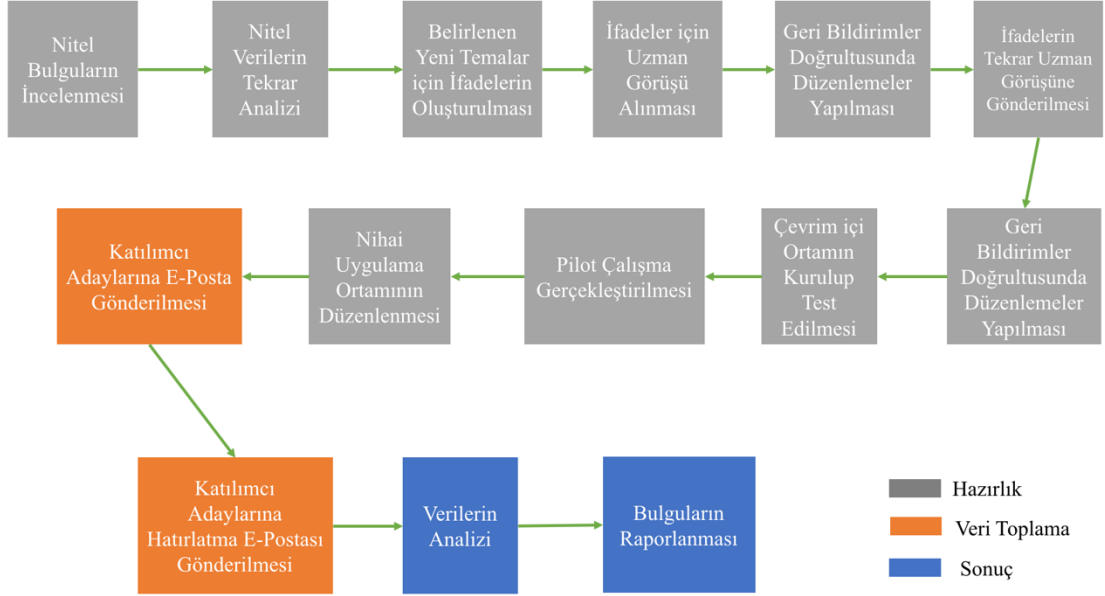 Nitel
Bulguların
İncelenmesi
Nitel
Verilerin
Tekrar
Analizi
Belirlenen
Yeni Temalar
için İfadelerin
Oluşturulması
İfadeler için
Uzman
Görüşü
Alınması
Geri Bildirimler
Doğrultusunda
Düzenlemeler
Yapılması
İfadelerin
Tekrar Uzman
Görüşüne
Gönderilmesi
Geri
Bildirimler
Doğrultusunda
Düzenlemeler
Yapılması
Çevrim içi
Ortamın
Kurulup
Test
Edilmesi
Pilot Çalışma
Gerçekleştirilmesi
Nihai
Uygulama
Ortamının
Düzenlenmesi
Katılımcı
Adaylarına E-Posta
Gönderilmesi
Katılımcı
Adaylarına
Hatırlatma E-Postası
Gönderilmesi
Verilerin
Analizi
Bulguların
Raporlanması
Hazırlık
Veri Toplama
Sonuç